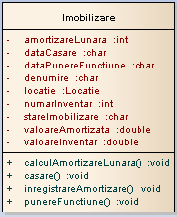 Imobilizare
- amortizareLunara :int
- dataCasare :char
- dataPunereFunctiune :char
- denumire :char
- locatie :Locatie
- numarInventar :int
- stareImobilizare :char
- valoareAmortizata :double
- valoareInventar :double
+ calculAmortizareLunara() :void
+ casare() :void
+ inregistrareAmortizare() :void
+ punereFunctiune() :void